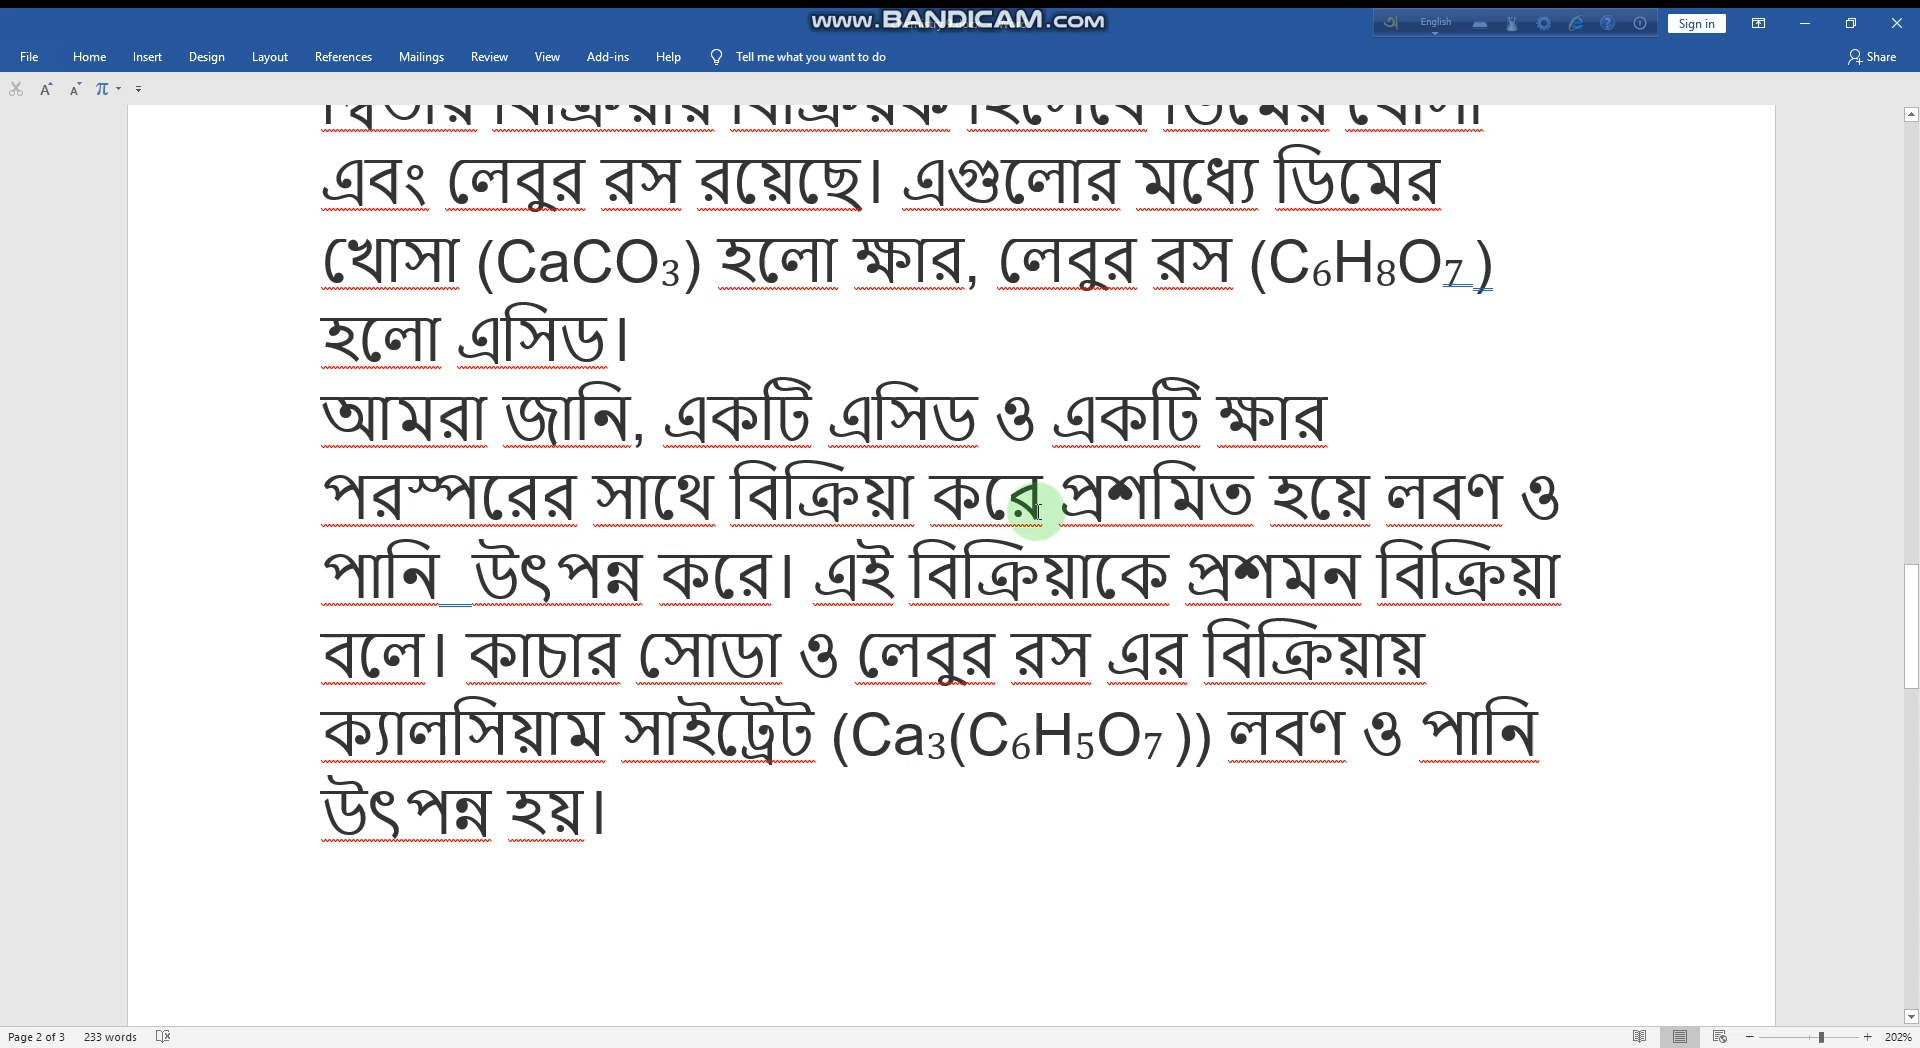 www.BANDICAM.com
English
Sign in
File Home Insert Design Layout References Mailings Review View Add-ins Help Tell me what you want to do Share
দ্বিতীয় বিক্রিয়ায় বিক্রিয়ক হিসেবে ডিমের খোসা
এবং লেবুর রস রয়েছে। এগুলোর মধ্যে ডিমের
খোসা (CaCO₃) হলো ক্ষার, লেবুর রস (C₆H₈O₇ )
হলো এসিড।
আমরা জানি, একটি এসিড ও একটি ক্ষার
পরস্পরের সাথে বিক্রিয়া করে প্রশমিত হয়ে লবণ ও
পানি উৎপন্ন করে। এই বিক্রিয়াকে প্রশমন বিক্রিয়া
বলে। কাচার সোডা ও লেবুর রস এর বিক্রিয়ায়
ক্যালসিয়াম সাইট্রেট (Ca₃(C₆H₅O₇ )) লবণ ও পানি
উৎপন্ন হয়।
Page 2 of 3 233 words 202%